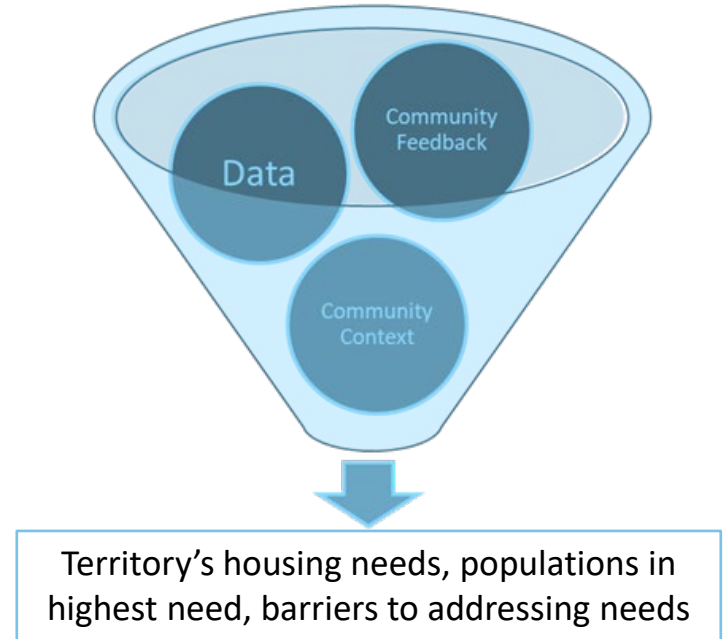 Community
Feedback
Data
Community
Context
Territory’s housing needs, populations in
highest need, barriers to addressing needs